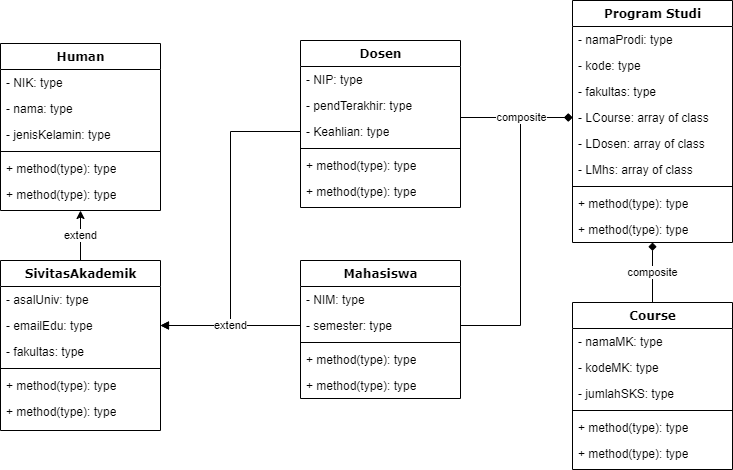 Human
- NIK: type
- nama: type
- jenisKelamin: type
+ method(type): type
+ method(type): type
extend
SivitasAkademik
- asalUniv: type
- emailEdu: type
- fakultas: type
+ method(type): type
+ method(type): type
Dosen
- NIP: type
- pendTerakhir: type
- Keahlian: type
+ method(type): type
+ method(type): type
extend
Mahasiswa
- NIM: type
- semester: type
+ method(type): type
+ method(type): type
composite
Program Studi
- namaProdi: type
- kode: type
- fakultas: type
- LCourse: array of class
- LDosen: array of class
- LMhs: array of class
+ method(type): type
+ method(type): type
composite
Course
- namaMK: type
- kodeMK: type
- jumlahSKS: type
+ method(type): type
+ method(type): type